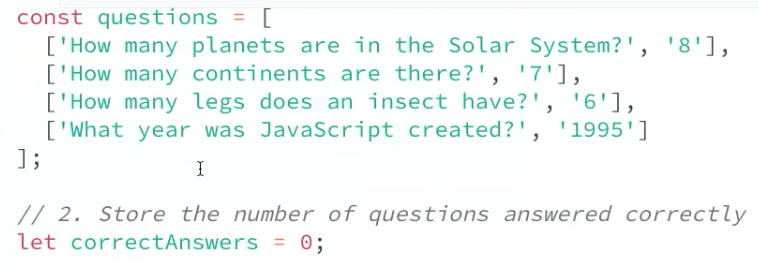 const questions = [
['How many planets are in the Solar System?', '8'],
['How many continents are there?', '7'],
['How many legs does an insect have?', '6'],
['What year was JavaScript created?', '1995']
];
// 2. Store the number of questions answered correctly
let correctAnswers = 0;